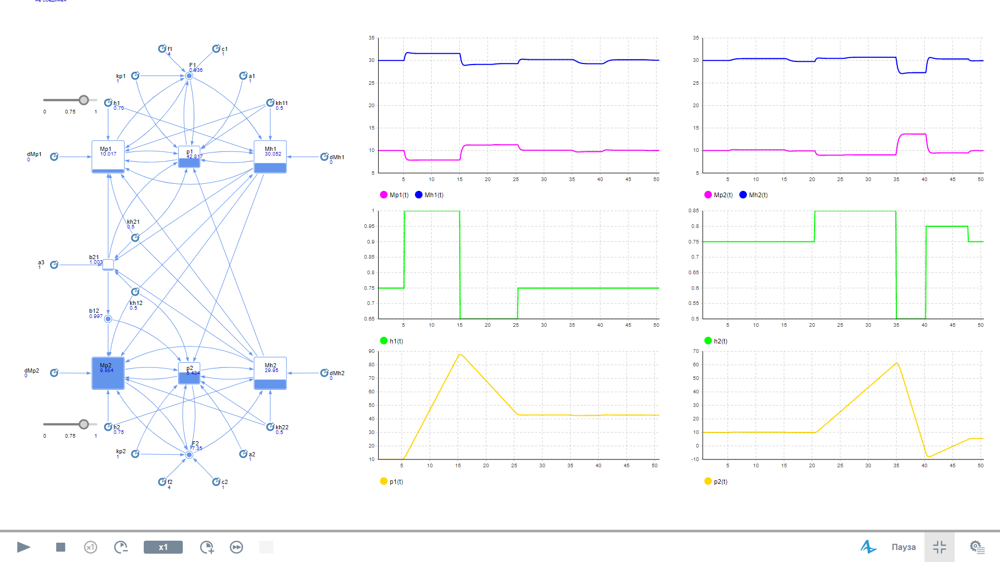 не соединён
f1
4
c1
1
F1
0.936
kp1
1
a1
1
h1
0.75
kh11
0.5
0 0.75 1
Mp1
10.017
p1
42.817
Mh1
30.052
dMp1
0
dMh1
0
kh21
0.5
b21
1.003
a3
1
kh12
0.5
b12
0.997
Mp2
9.984
p2
5.434
Mh2
29.95
dMp2
0
dMh2
0
0 0.75 1
h2
0.75
kh22
0.5
F2
7.35
kp2
1
a2
1
f2
4
c2
1
35
30
25
20
15
10
5
5 10 15 20 25 30 35 40 45 50
Mp1(t) Mh1(t)
35
30
25
20
15
10
5
5 10 15 20 25 30 35 40 45 50
Mp2(t) Mh2(t)
1
0.95
0.9
0.85
0.8
0.75
0.7
0.65
5 10 15 20 25 30 35 40 45 50
h1(t)
0.85
0.8
0.75
0.7
0.65
0.6
0.55
0.5
5 10 15 20 25 30 35 40 45 50
h2(t)
90
80
70
60
50
40
30
20
10
5 10 15 20 25 30 35 40 45 50
p1(t)
70
60
50
40
30
20
10
0
-10
5 10 15 20 25 30 35 40 45 50
p2(t)
x1
x1
Пауза